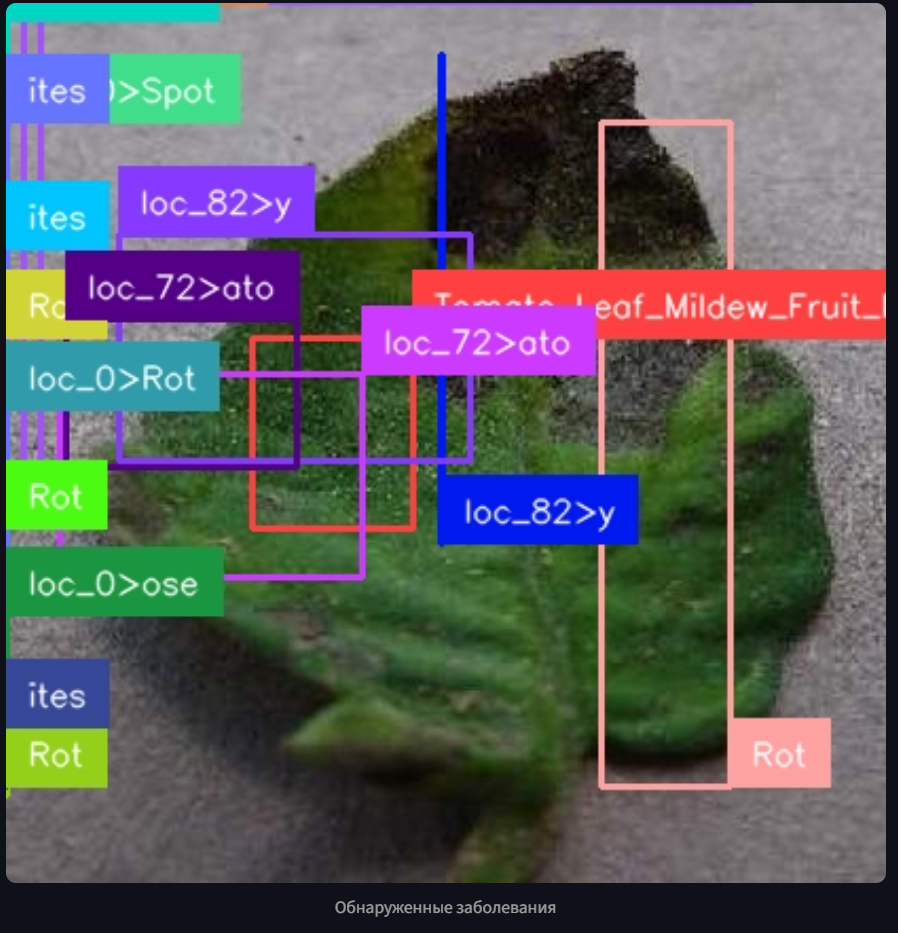 ites
>Spot
loc_82>y
ites
loc_72>ato
Ro
Tomato_Leaf_Mildew_Fruit_
loc_72>ato
loc_0>Rot
Rot
loc_82>y
loc_0>ose
ites
Rot
Rot
Обнаруженные заболевания